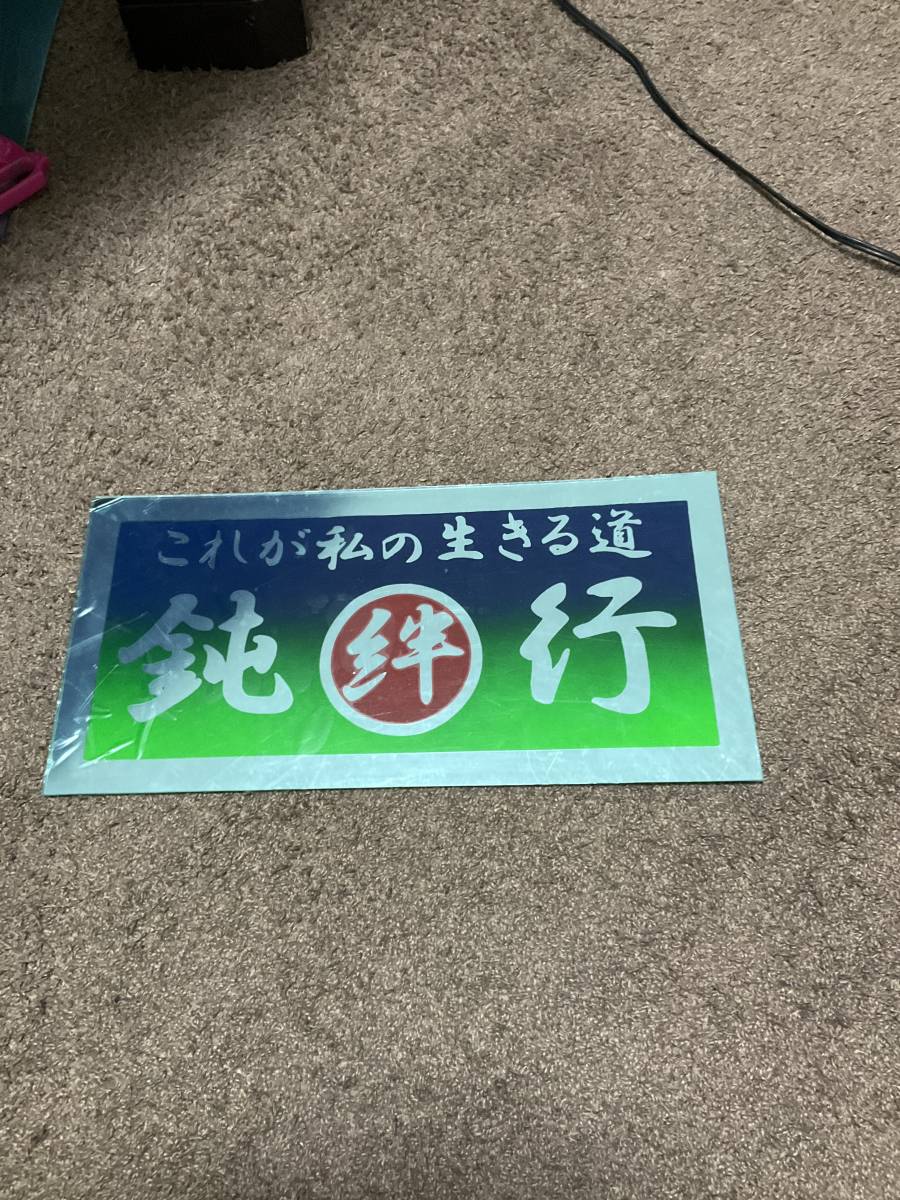 これが私の生きる道
鈍 絆 行